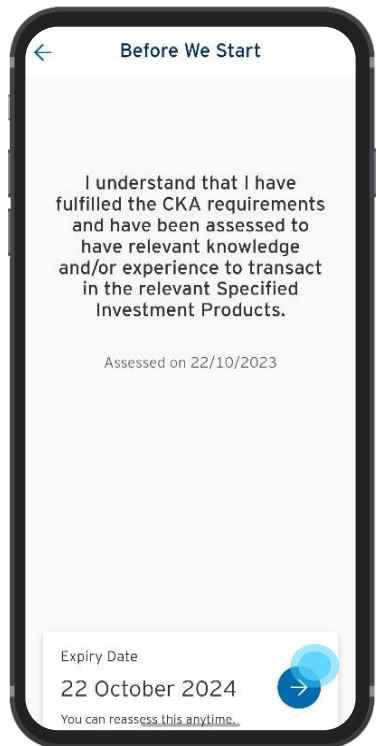 Before We Start
I understand that I have
fulfilled the CKA requirements
and have been assessed to
have relevant knowledge
and/or experience to transact
in the relevant Specified
Investment Products.
Assessed on 22/10/2023
Expiry Date
22 October 2024
You can reassess this anytime.